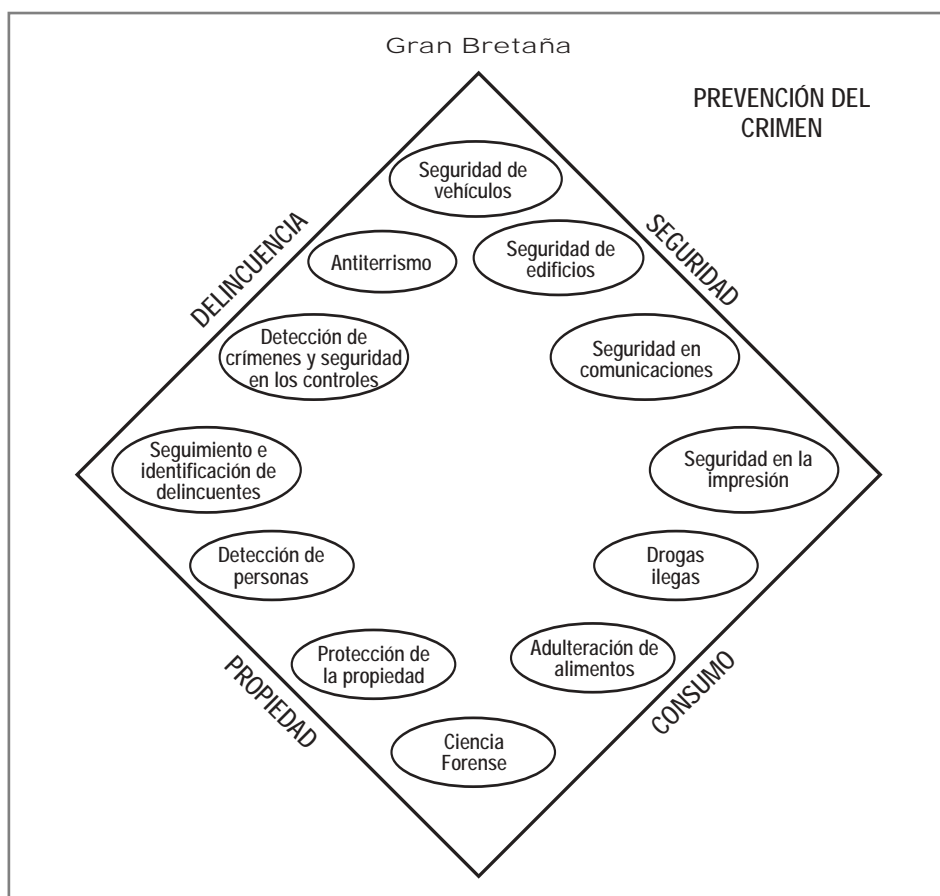 Gran Bretaña
PREVENCIÓN DEL
CRIMEN
Seguridad de
vehículos
DELINCUENCIA
SEGURIDAD
Antiterrismo
Seguridad de
edificios
Detección de
crímenes y seguridad
en los controles
Seguridad en
comunicaciones
Seguimiento e
identificación de
delincuentes
Seguridad en la
impresión
Detección de
personas
Drogas
ilegas
Protección de
la propiedad
Adulteración de
alimentos
PROPIEDAD
CONSUMO
Ciencia
Forense